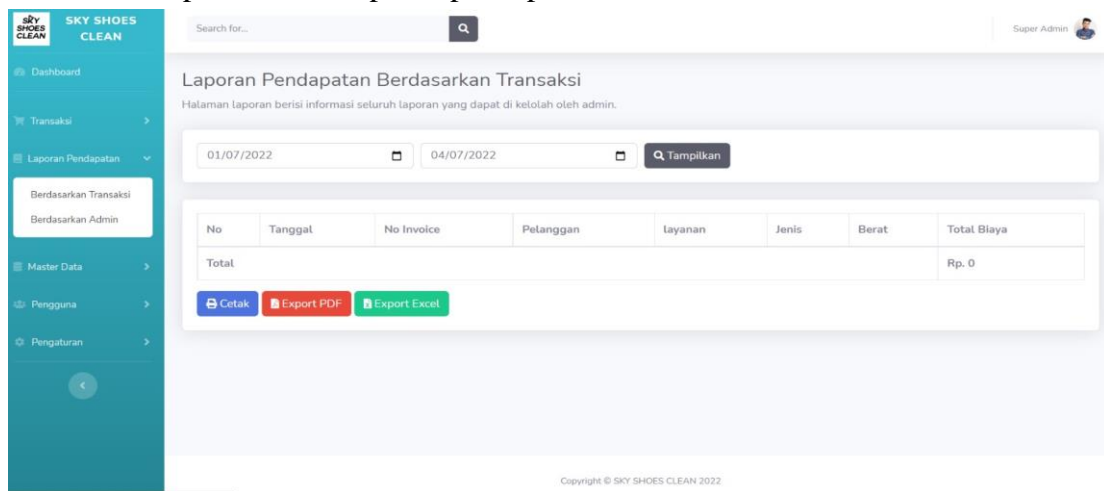 SKY SHOES CLEAN
SKY SHOES CLEAN
Search for...
Super Admin
Dashboard
Transaksi
Laporan Pendapatan
Berdasarkan Transaksi
Berdasarkan Admin
Master Data
Pengguna
Pengaturan
Laporan Pendapatan Berdasarkan Transaksi
Halaman laporan berisi informasi seluruh laporan yang dapat di kelolah oleh admin.
01/07/2022 04/07/2022 Tampilkan
No Tanggal No Invoice Pelanggan layanan Jenis Berat Total Biaya
Total Rp. 0
Cetak Export PDF Export Excel
Copyright © SKY SHOES CLEAN 2022